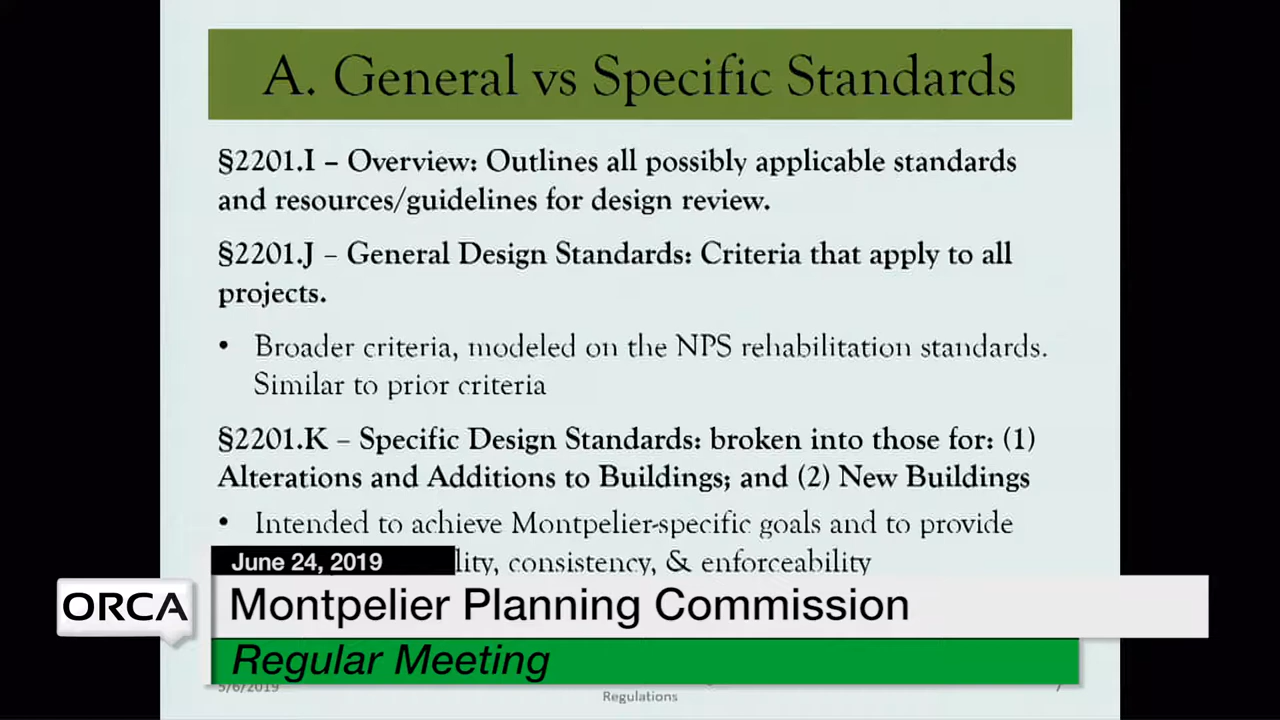 A. General vs Specific Standards
§2201.I – Overview: Outlines all possibly applicable standards
and resources/guidelines for design review.
§2201.J – General Design Standards: Criteria that apply to all
projects.
• Broader criteria, modeled on the NPS rehabilitation standards.
Similar to prior criteria
§2201.K – Specific Design Standards: broken into those for: (1)
Alterations and Additions to Buildings; and (2) New Buildings
• Intended to achieve Montpelier-specific goals and to provide
lity, consistency, & enforceability
June 24, 2019
ORCA
Montpelier Planning Commission
Regular Meeting
5/6/2019
Regulations
7